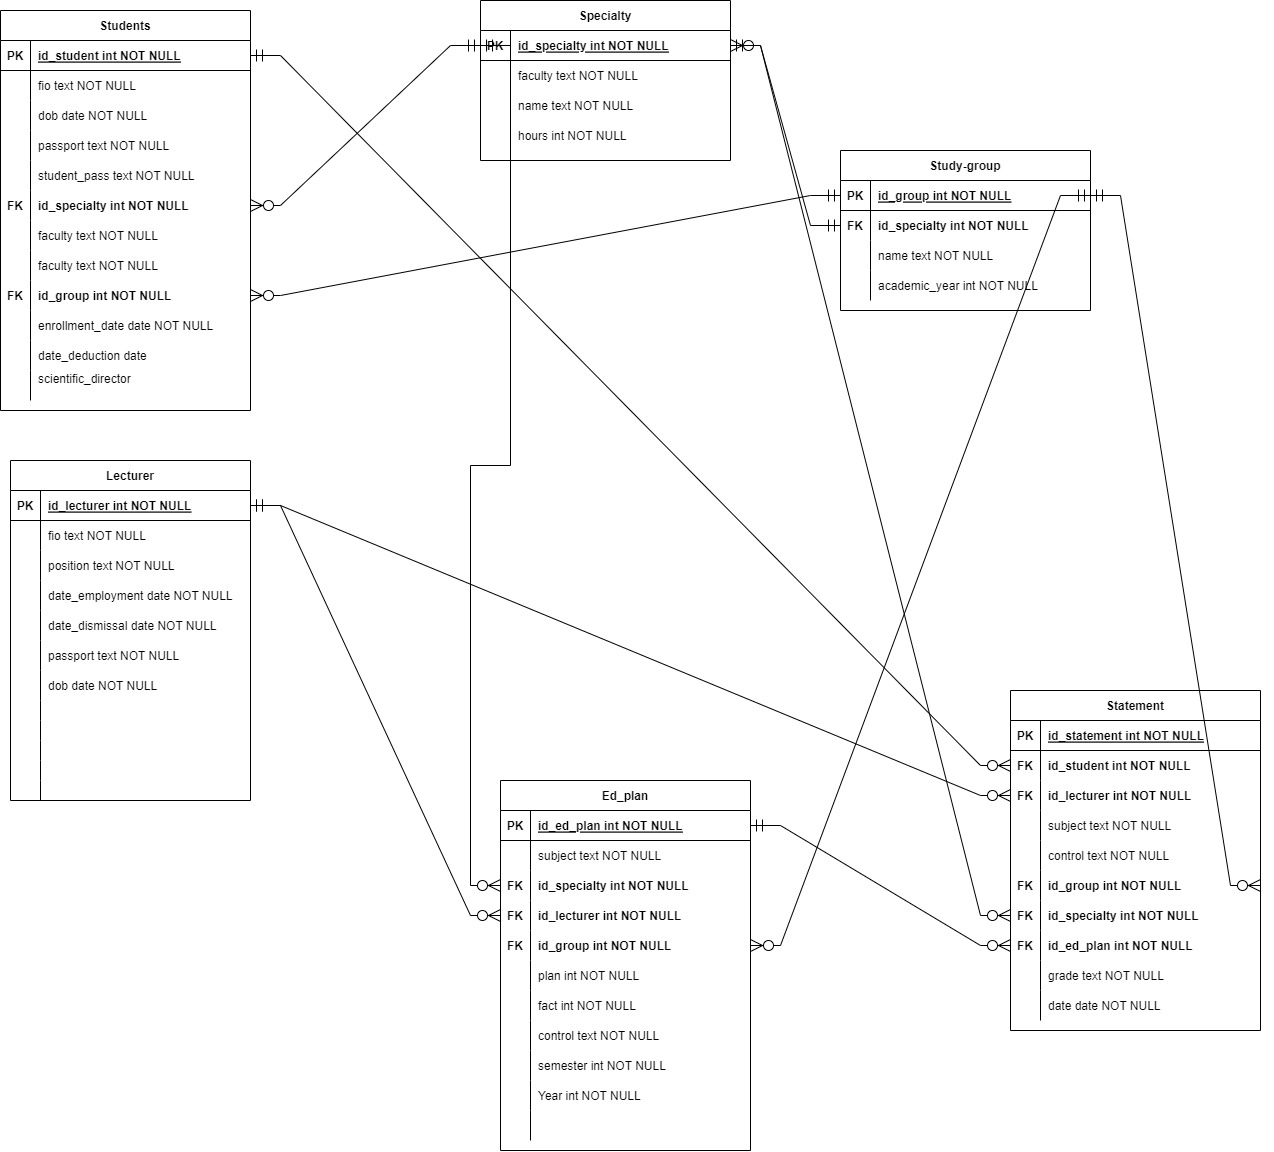 Students
PK id_student int NOT NULL
fio text NOT NULL
dob date NOT NULL
passport text NOT NULL
student_pass text NOT NULL
FK id_specialty int NOT NULL
faculty text NOT NULL
faculty text NOT NULL
FK id_group int NOT NULL
enrollment_date date NOT NULL
date_deduction date
scientific_director
Specialty
PK id_specialty int NOT NULL
faculty text NOT NULL
name text NOT NULL
hours int NOT NULL
Study-group
PK id_group int NOT NULL
FK id_specialty int NOT NULL
name text NOT NULL
academic_year int NOT NULL
Lecturer
PK id_lecturer int NOT NULL
fio text NOT NULL
position text NOT NULL
date_employment date NOT NULL
date_dismissal date NOT NULL
passport text NOT NULL
dob date NOT NULL
Ed_plan
PK id_ed_plan int NOT NULL
subject text NOT NULL
FK id_specialty int NOT NULL
FK id_lecturer int NOT NULL
FK id_group int NOT NULL
plan int NOT NULL
fact int NOT NULL
control text NOT NULL
semester int NOT NULL
Year int NOT NULL
Statement
PK id_statement int NOT NULL
FK id_student int NOT NULL
FK id_lecturer int NOT NULL
subject text NOT NULL
control text NOT NULL
FK id_group int NOT NULL
FK id_specialty int NOT NULL
FK id_ed_plan int NOT NULL
grade text NOT NULL
date date NOT NULL